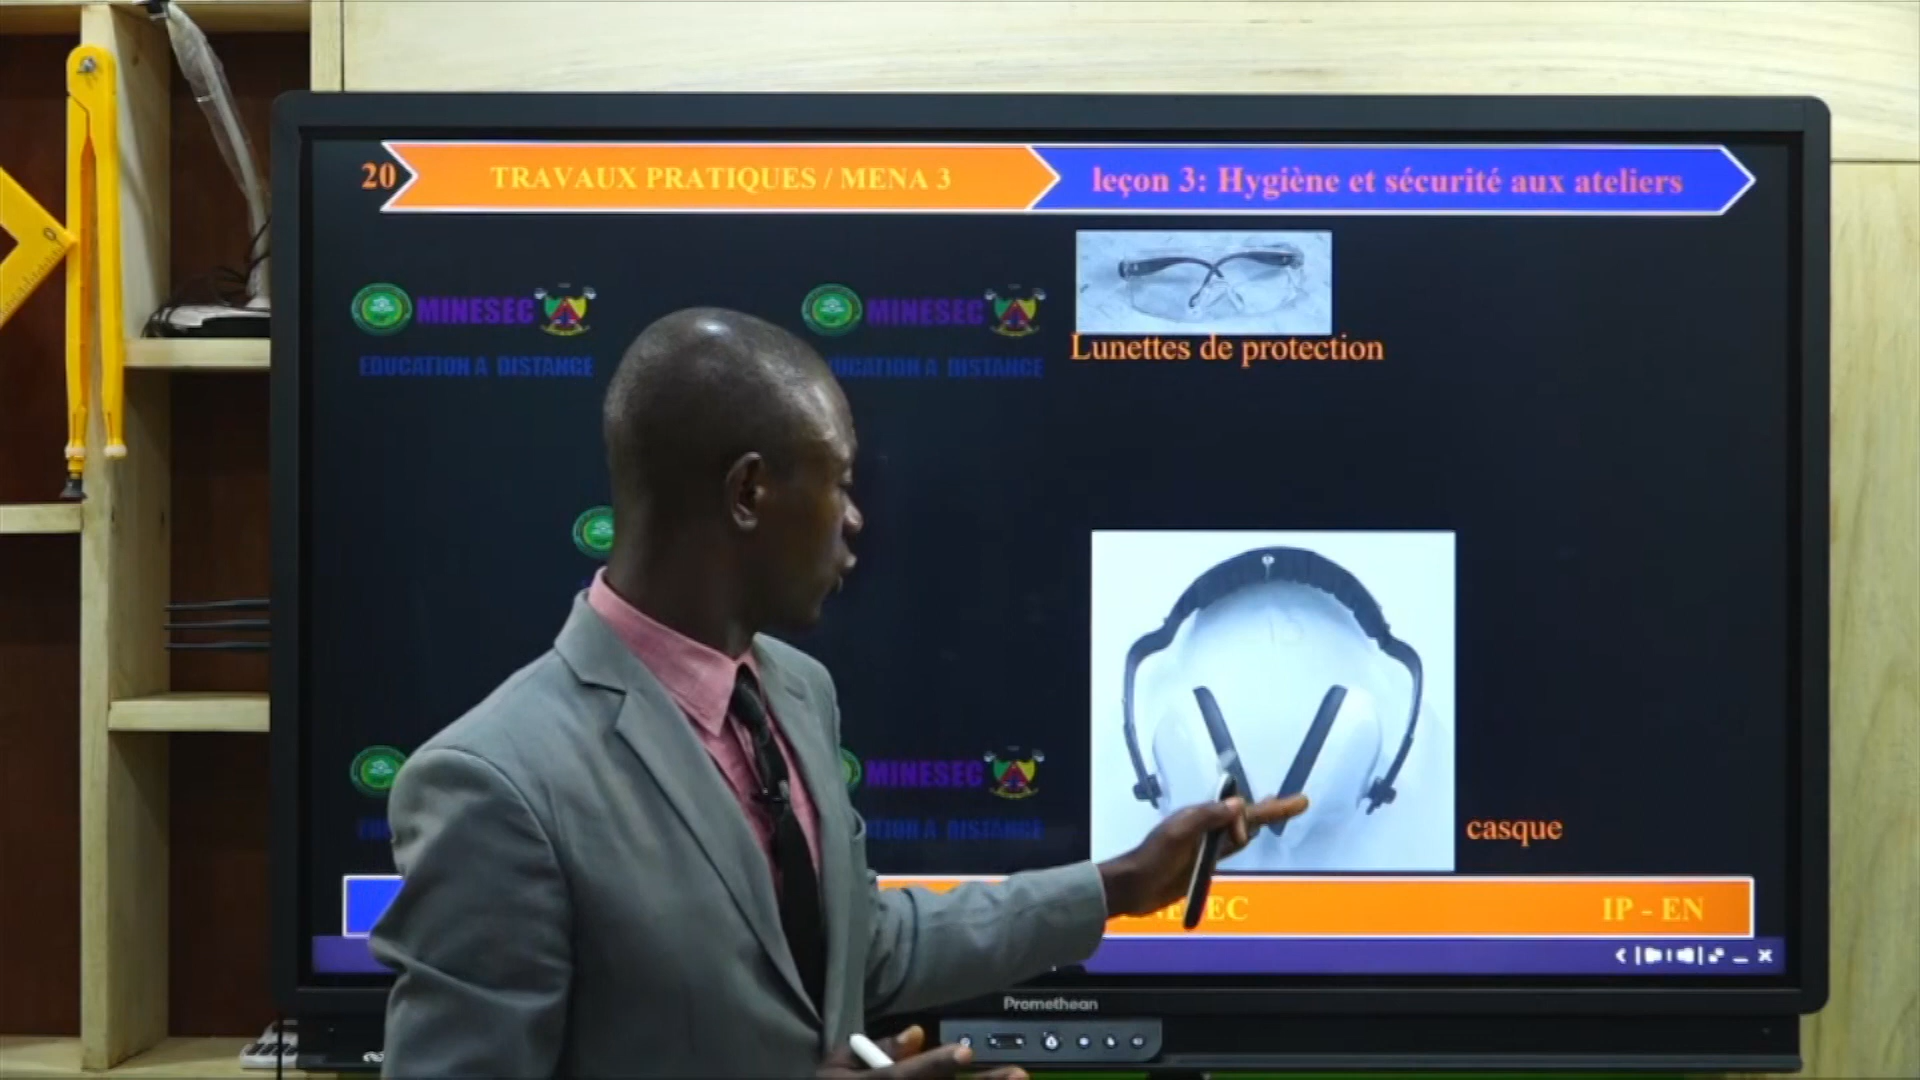 20
TRAVAUX PRATIQUES / MENA 3
leçon 3: Hygiène et sécurité aux ateliers
MINESEC
EDUCATION A DISTANCE
MINESEC
A DISTANCE
Lunettes de protection
MINESEC
casque
IP - EN
Promethean